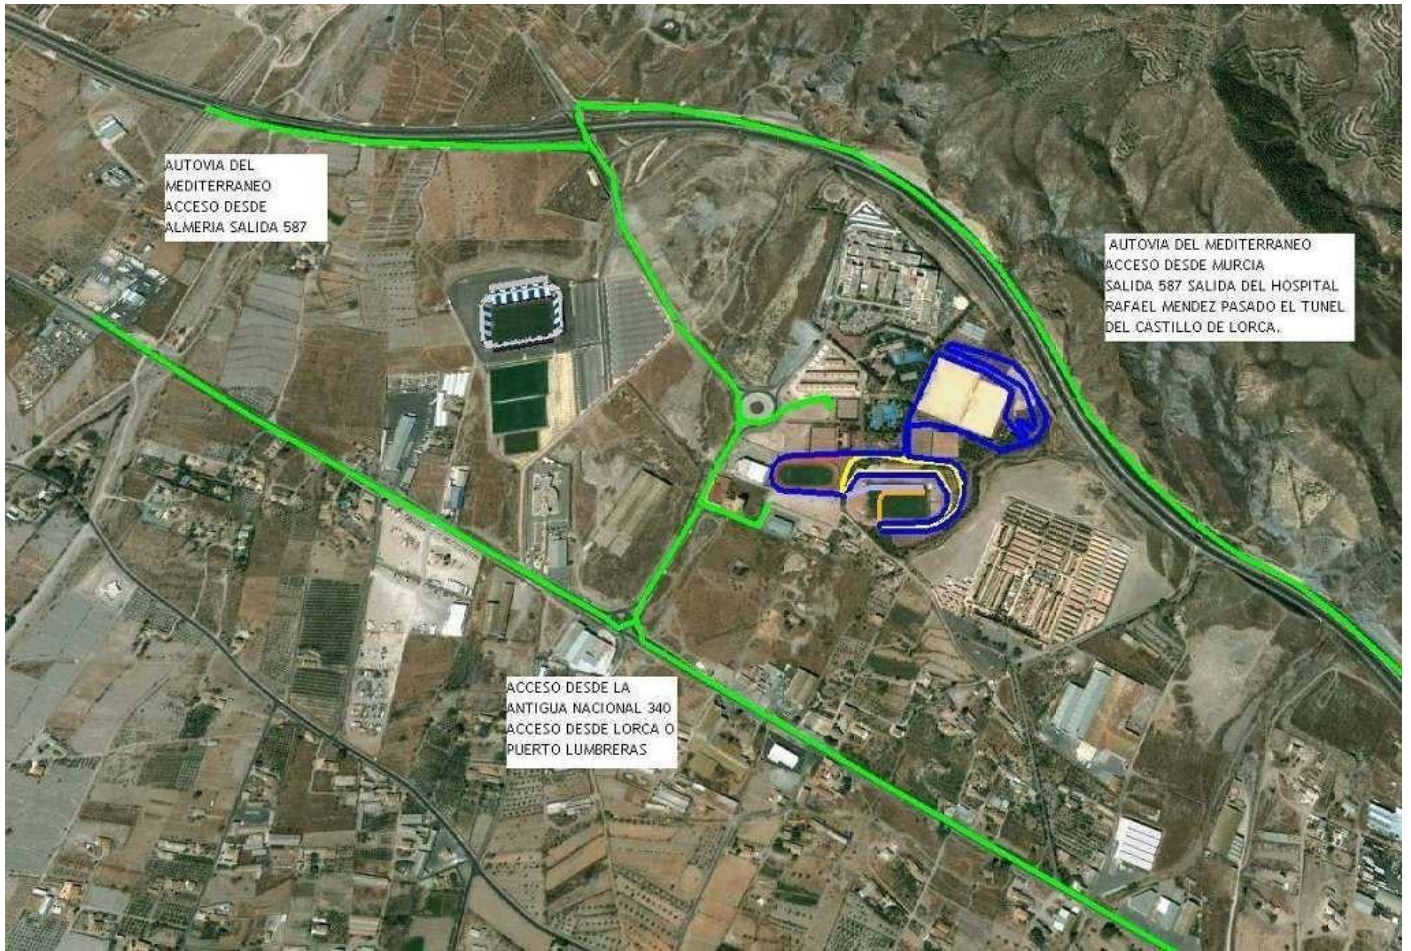 AUTOVIA DEL
MEDITERRANEO
ACCESO DESDE
ALMERIA SALIDA 587
AUTOVIA DEL MEDITERRANEO
ACCESO DESDE MURCIA
SALIDA 587 SALIDA DEL HOSPITAL
RAFAEL MENDEZ PASADO EL TUNEL
DEL CASTILLO DE LORCA.
ACCESO DESDE LA
ANTIGUA NACIONAL 340
ACCESO DESDE LORCA O
PUERTO LUMBRERAS